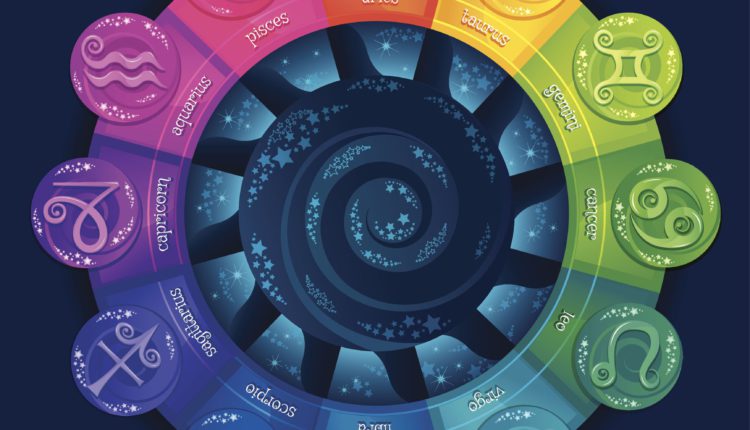 aries
taurus
gemini
cancer
leo
virgo
libra
scorpio
sagittarius
capricorn
aquarius
pisces